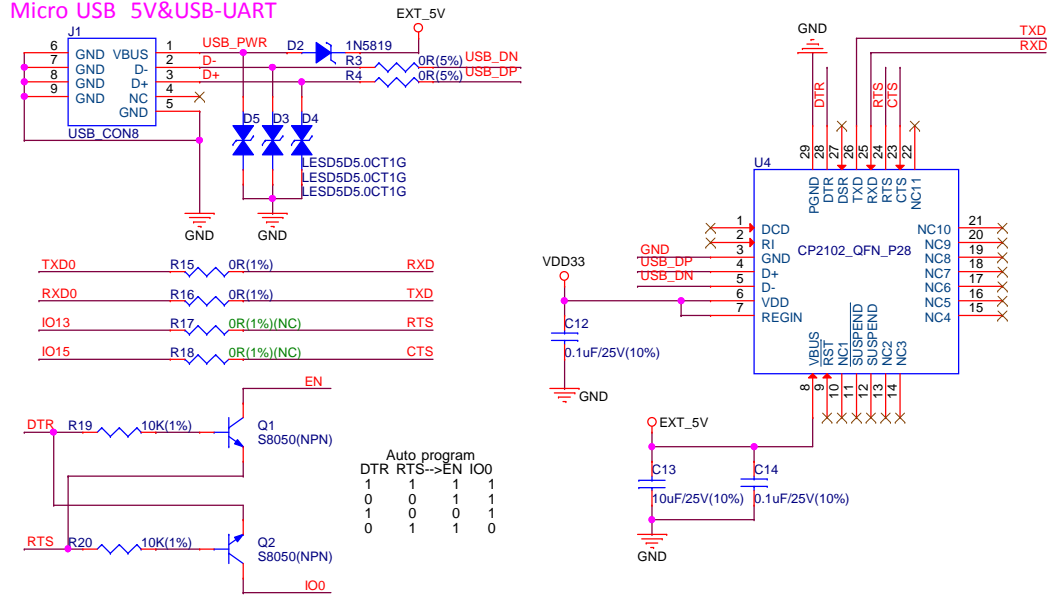 Micro USB 5V&USB-UART
J1
6 GND VBUS 1 USB_PWR
7 GND D- 2 D-
8 GND D+ 3 D+
9 GND NC 4
GND 5
USB_CON8
D2 1N5819
EXT_5V
R3 0R(5%) USB_DN
R4 0R(5%) USB_DP
D5 D3 D4
LESD5D5.0CT1G
LESD5D5.0CT1G
LESD5D5.0CT1G
GND GND
TXD0 R15 0R(1%) RXD
RXD0 R16 0R(1%) TXD
IO13 R17 0R(1%)(NC) RTS
IO15 R18 0R(1%)(NC) CTS
EN
DTR R19 10K(1%) Q1
S8050(NPN)
RTS R20 10K(1%) Q2
S8050(NPN)
IO0
Auto program
DTR RTS-->EN IO0
1 1 1 1
0 0 1 1
1 0 0 1
0 1 1 0
GND
TXD
RXD
DTR RTS CTS
29 28 27 26 25 24 23 22
PGND DTR DSR TXD RXD RTS CTS NC11
U4
CP2102_QFN_P28
1 DCD
2 RI
GND 3 GND
USB_DP 4 D+
USB_DN 5 D-
6 VDD
7 REGIN
NC10 21
NC9 20
NC8 19
NC7 18
NC6 17
NC5 16
NC4 15
VBUS RST NC1 SUSPEND SUSPEND NC2 NC3
8 9 10 11 12 13 14
VDD33
C12
0.1uF/25V(10%)
GND
EXT_5V
C13 C14
10uF/25V(10%) 0.1uF/25V(10%)
GND